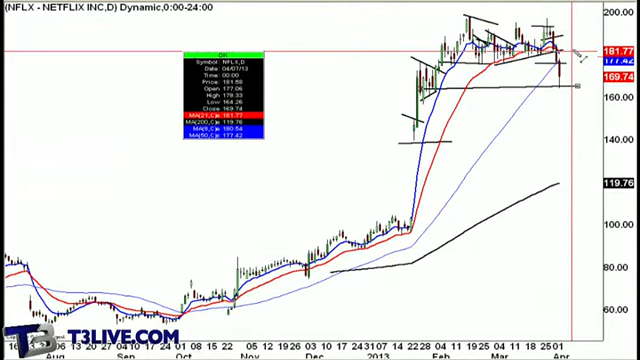 (NFLX - NETFLIX INC,D) Dynamic,0:00-24:00
200.00
181.77
177.42
169.74
160.00
140.00
119.76
100.00
80.00
60.00
Symbol: NFLX,D
Date: 04/07/13
Time: 00:00
Price: 181.58
Open 177.06
High 178.33
Low 164.26
Close 169.74
MA(21,C)= 181.77
MA(200,C)= 119.76
MA(8,C)= 180.54
MA(50,C)= 177.42
T3LIVE.COM
Aug Sep Oct Nov Dec 2013 Feb Mar Apr